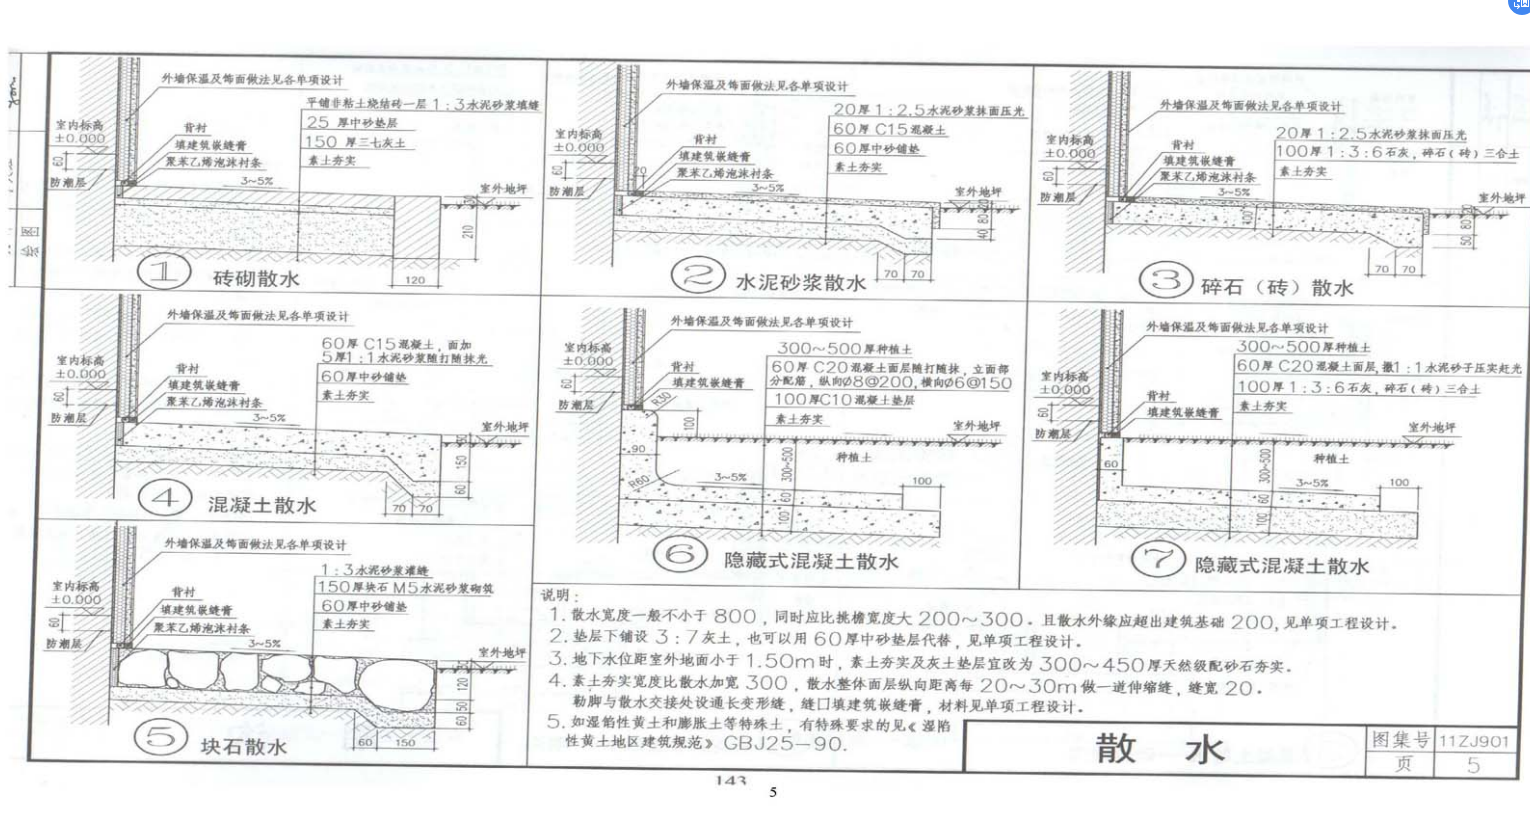 外墙保温及饰面做法见各单项设计
平铺非粘土烧结砖一层 1:3水泥砂浆填缝
25 厚中砂垫层
150 厚三七灰土
素土夯实
室内标高
±0.000
背衬
填建筑嵌缝膏
聚苯乙烯泡沫衬条
60
防潮层
3~5%
室外地坪
210
120
1 砖砌散水
外墙保温及饰面做法见各单项设计
20厚1:2.5水泥砂浆抹面压光
60厚 C15混凝土
60厚中砂铺垫
素土夯实
室内标高
±0.000
背衬
填建筑嵌缝膏
聚苯乙烯泡沫衬条
60
防潮层
20
3~5%
室外地坪
80
40
70 70
2 水泥砂浆散水
外墙保温及饰面做法见各单项设计
20厚1:2.5水泥砂浆抹面压光
100厚1:3:6石灰，碎石(砖)三合土
素土夯实
室内标高
±0.000
背衬
填建筑嵌缝膏
聚苯乙烯泡沫衬条
60
防潮层
3~5%
室外地坪
100
80
50
70 70
3 碎石（砖）散水
外墙保温及饰面做法见各单项设计
60厚 C15混凝土，面加
5厚1:1水泥砂浆随打随抹光
60厚中砂铺垫
素土夯实
室内标高
±0.000
背衬
填建筑嵌缝膏
聚苯乙烯泡沫衬条
60
防潮层
3~5%
室外地坪
150
60
70 70
4 混凝土散水
外墙保温及饰面做法见各单项设计
300~500厚种植土
60厚 C20混凝土面层随打随抹，立面部
分配筋，纵向Ø8@200，横向Ø6@150
100厚C10混凝土垫层
素土夯实
室内标高
±0.000
背衬
填建筑嵌缝膏
60
防潮层
R30
100
室外地坪
90
种植土
300~500
R60
3~5%
100
60
100
6 隐藏式混凝土散水
外墙保温及饰面做法见各单项设计
300~500厚种植土
60厚 C20混凝土面层，撒1:1水泥砂子压实赶光
100厚1:3:6石灰，碎石(砖)三合土
素土夯实
室内标高
±0.000
背衬
填建筑嵌缝膏
60
防潮层
室外地坪
60
种植土
300~500
3~5%
100
60
100
7 隐藏式混凝土散水
外墙保温及饰面做法见各单项设计
1:3水泥砂浆灌缝
150厚块石 M5水泥砂浆砌筑
60厚中砂铺垫
素土夯实
室内标高
±0.000
背衬
填建筑嵌缝膏
聚苯乙烯泡沫衬条
60
防潮层
3~5%
室外地坪
120
50
60
60 150
5 块石散水
说明：
1. 散水宽度一般不小于 800，同时应比挑檐宽度大 200~300。且散水外缘应超出建筑基础 200，见单项工程设计。
2. 垫层下铺设 3:7灰土，也可以用 60厚中砂垫层代替，见单项工程设计。
3. 地下水位距室外地面小于 1.50m时，素土夯实及灰土垫层宜改为 300~450厚天然级配砂石夯实。
4. 素土夯实宽度比散水加宽 300，散水整体面层纵向距离每 20~30m做一道伸缩缝，缝宽 20。
勒脚与散水交接处设通长变形缝，缝口填建筑嵌缝膏，材料见单项工程设计。
5. 如湿陷性黄土和膨胀土等特殊土，有特殊要求的见《湿陷
性黄土地区建筑规范》GBJ25-90.
散 水
图集号 11ZJ901
页 5
143
5